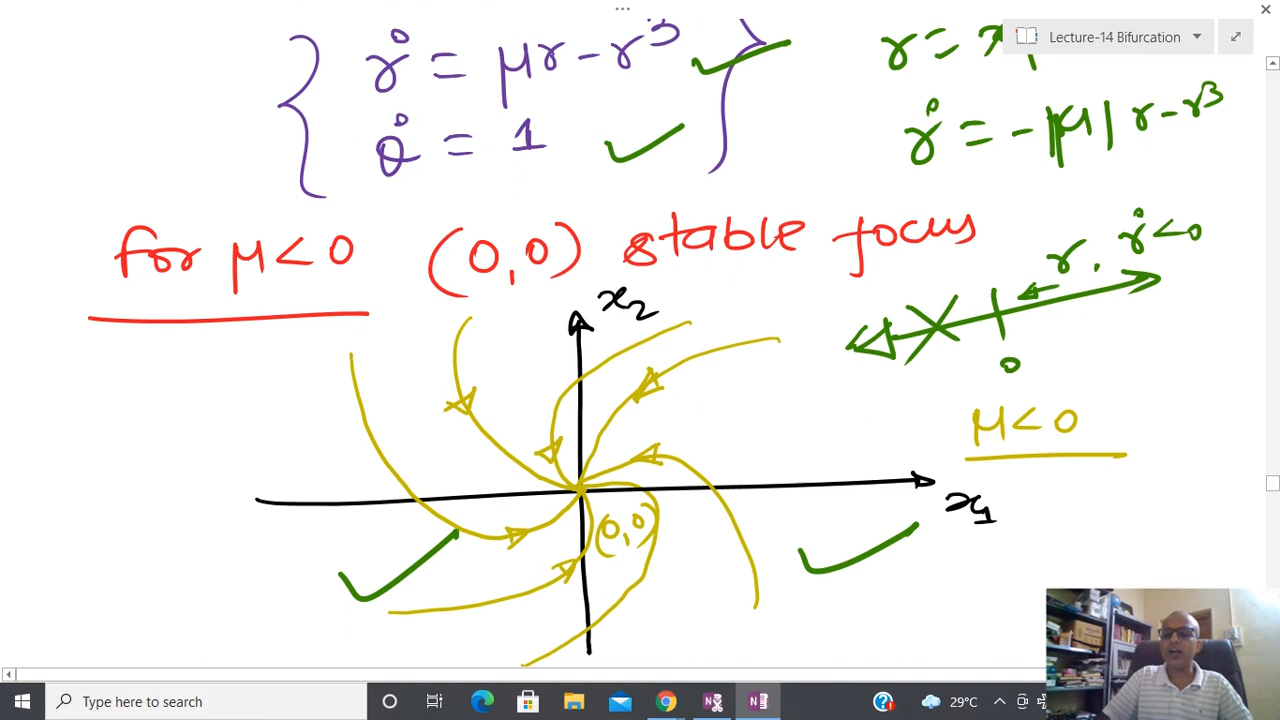 Lecture-14 Bifurcation
ṙ = μr - r³
r =
θ̇ = 1
ṙ = -|μ| r - r³
for μ < 0 (0,0) stable focus
r, ṙ < 0
x₂
0
μ < 0
x₁
(0,0)
Type here to search
29°C